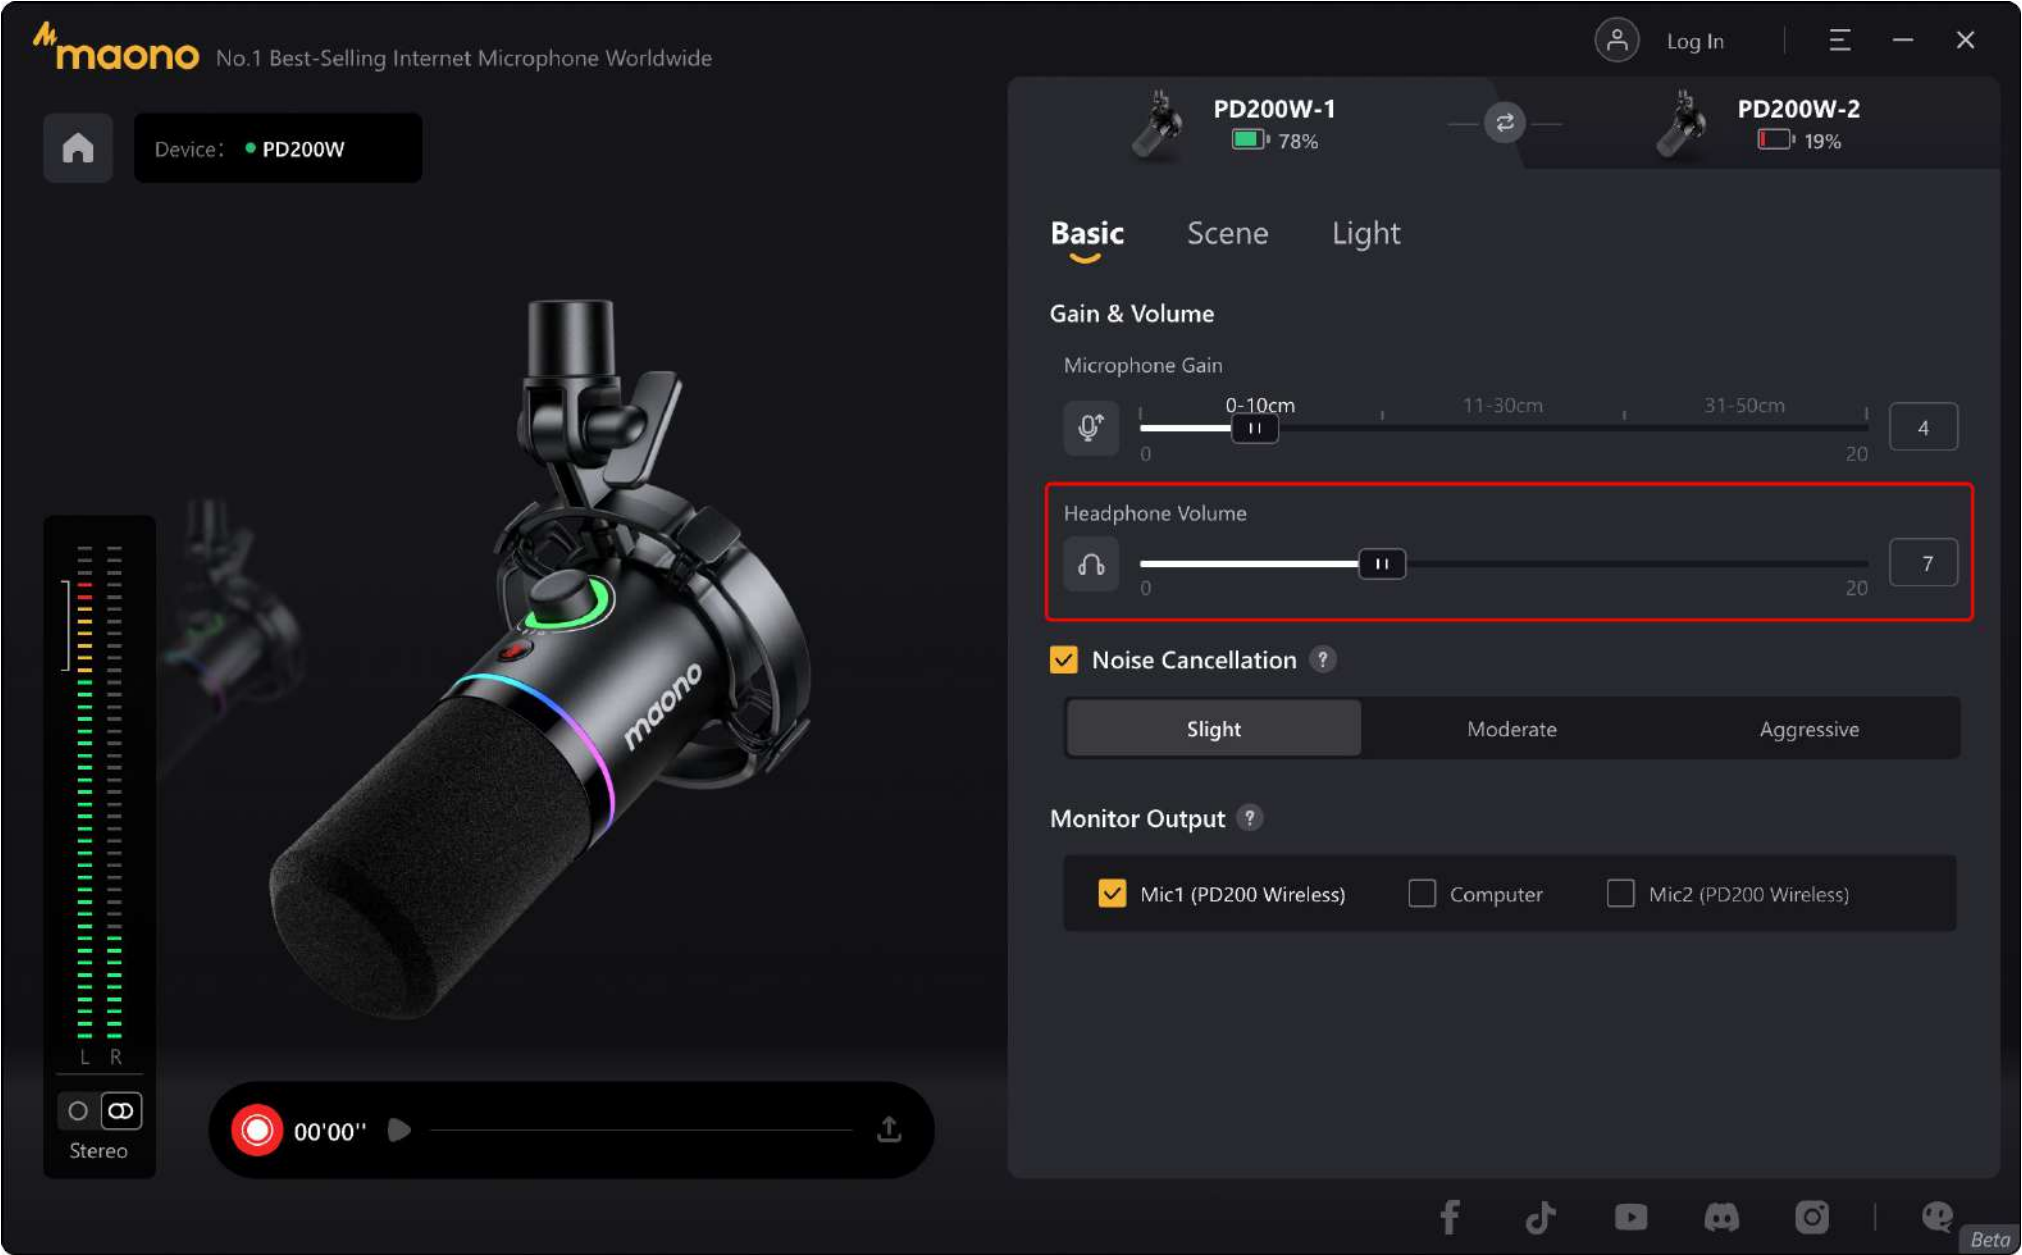 maono No.1 Best-Selling Internet Microphone Worldwide
Log In
Device: PD200W
PD200W-1
78%
PD200W-2
19%
Basic Scene Light
Gain & Volume
Microphone Gain
0-10cm 11-30cm 31-50cm
4
0 20
Headphone Volume
7
0 20
Noise Cancellation ?
Slight Moderate Aggressive
Monitor Output ?
Mic1 (PD200 Wireless) Computer Mic2 (PD200 Wireless)
maono
L R
Stereo
00'00"
Beta